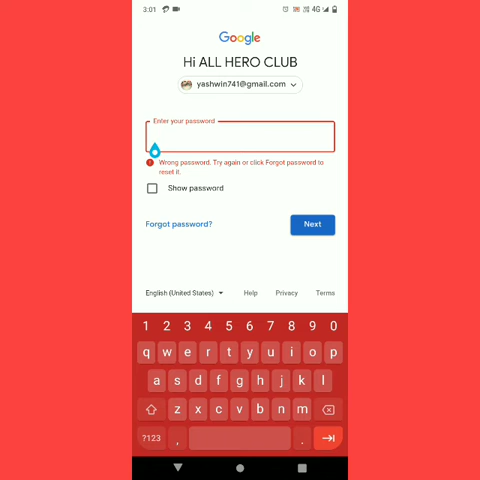 3:01 4G
Google
Hi ALL HERO CLUB
yashwin741@gmail.com
Enter your password
Wrong password. Try again or click Forgot password to
reset it.
Show password
Forgot password? Next
English (United States) Help Privacy Terms
1 2 3 4 5 6 7 8 9 0
q w e r t y u i o p
a s d f g h j k l
z x c v b n m
?123 , .